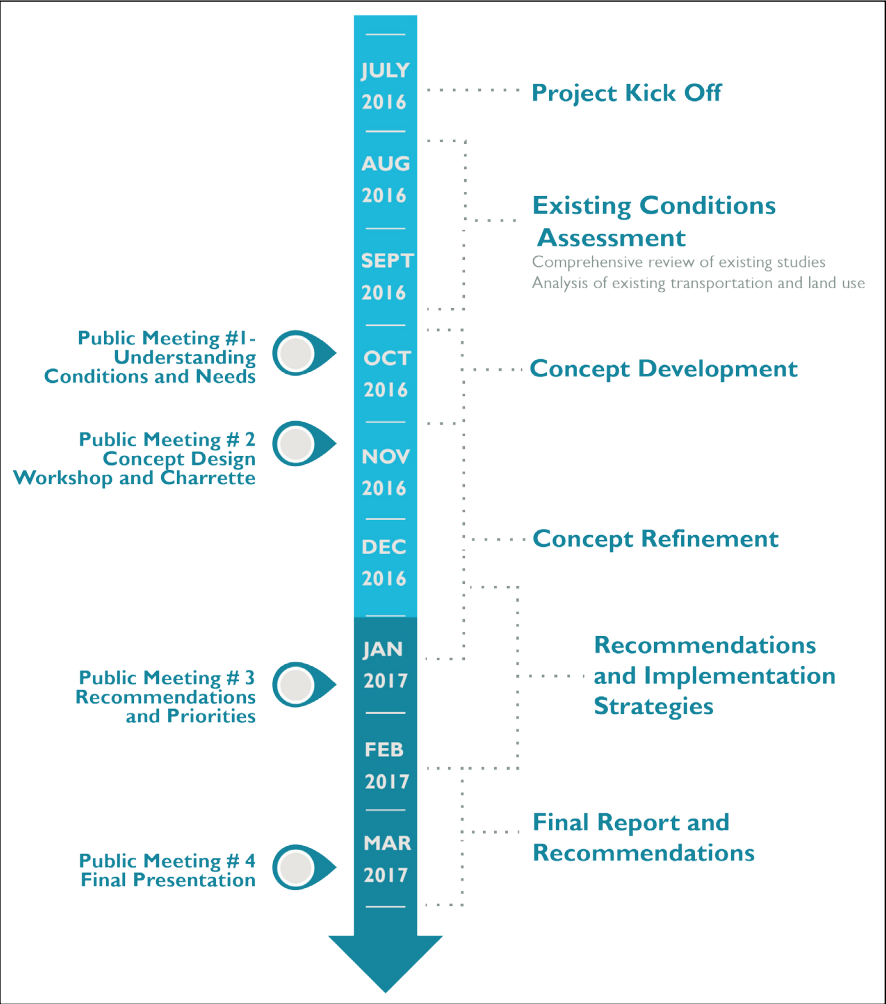 JULY
2016
Project Kick Off
AUG
2016
Existing Conditions
Assessment
Comprehensive review of existing studies
Analysis of existing transportation and land use
SEPT
2016
Public Meeting #1-
Understanding
Conditions and Needs
OCT
2016
Concept Development
Public Meeting # 2
Concept Design
Workshop and Charrette
NOV
2016
DEC
2016
Concept Refinement
JAN
2017
Recommendations
and Implementation
Strategies
Public Meeting # 3
Recommendations
and Priorities
FEB
2017
MAR
2017
Final Report and
Recommendations
Public Meeting # 4
Final Presentation